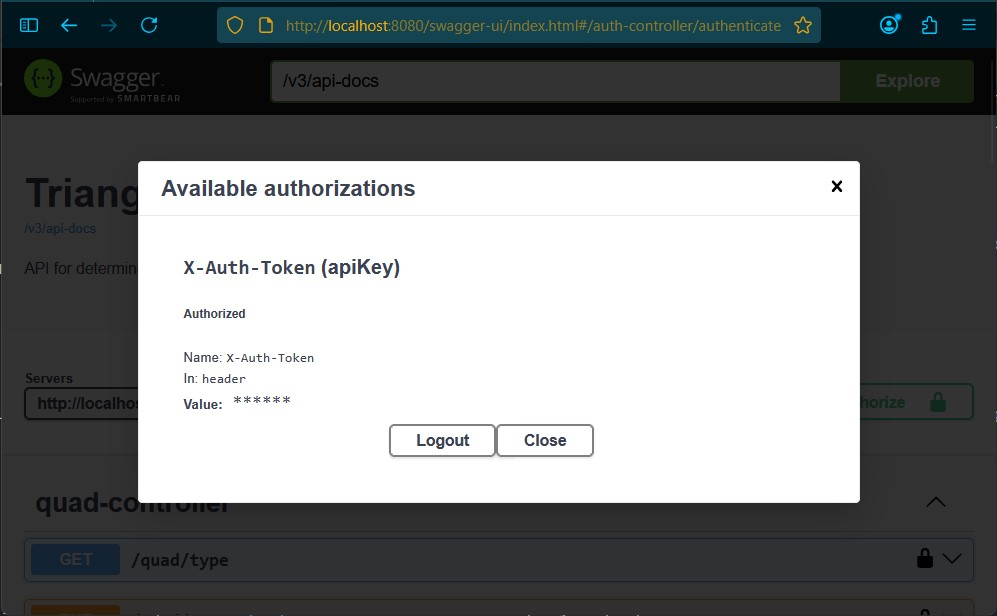 http://localhost:8080/swagger-ui/index.html#/auth-controller/authenticate
{···} Swagger.
Supported by SMARTBEAR
/v3/api-docs
Explore
Available authorizations
×
Triang
/v3/api-docs
API for determin
X-Auth-Token (apiKey)
Authorized
Name: X-Auth-Token
In: header
Value: ******
Servers
http://localhos
horize
Logout
Close
quad-controller
GET
/quad/type